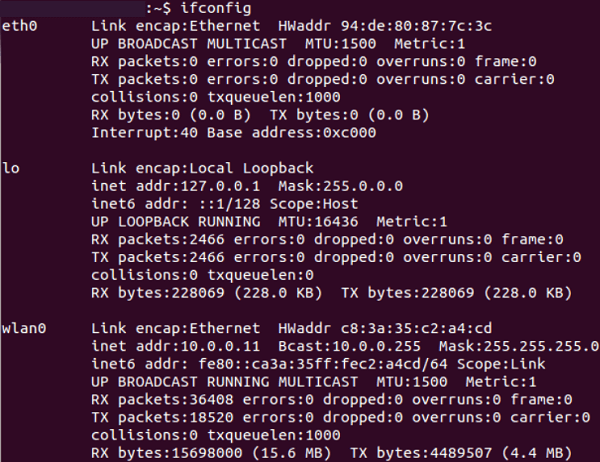 :~$ ifconfig
eth0 Link encap:Ethernet HWaddr 94:de:80:87:7c:3c
UP BROADCAST MULTICAST MTU:1500 Metric:1
RX packets:0 errors:0 dropped:0 overruns:0 frame:0
TX packets:0 errors:0 dropped:0 overruns:0 carrier:0
collisions:0 txqueuelen:1000
RX bytes:0 (0.0 B) TX bytes:0 (0.0 B)
Interrupt:40 Base address:0xc000
lo Link encap:Local Loopback
inet addr:127.0.0.1 Mask:255.0.0.0
inet6 addr: ::1/128 Scope:Host
UP LOOPBACK RUNNING MTU:16436 Metric:1
RX packets:2466 errors:0 dropped:0 overruns:0 frame:0
TX packets:2466 errors:0 dropped:0 overruns:0 carrier:0
collisions:0 txqueuelen:0
RX bytes:228069 (228.0 KB) TX bytes:228069 (228.0 KB)
wlan0 Link encap:Ethernet HWaddr c8:3a:35:c2:a4:cd
inet addr:10.0.0.11 Bcast:10.0.0.255 Mask:255.255.255.0
inet6 addr: fe80::ca3a:35ff:fec2:a4cd/64 Scope:Link
UP BROADCAST RUNNING MULTICAST MTU:1500 Metric:1
RX packets:36408 errors:0 dropped:0 overruns:0 frame:0
TX packets:18520 errors:0 dropped:0 overruns:0 carrier:0
collisions:0 txqueuelen:1000
RX bytes:15698000 (15.6 MB) TX bytes:4489507 (4.4 MB)